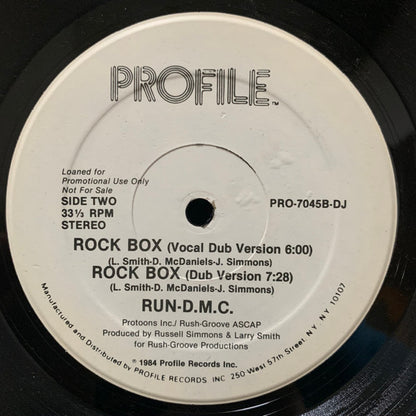 PROFILE™
Loaned for
Promotional Use Only
Not For Sale
SIDE TWO
33⅓ RPM
STEREO
PRO-7045B-DJ
ROCK BOX (Vocal Dub Version 6:00)
(L. Smith-D. McDaniels-J. Simmons)
ROCK BOX (Dub Version 7:28)
(L. Smith-D. McDaniels-J. Simmons)
RUN-D.M.C.
Protoons Inc./ Rush-Groove ASCAP
Produced by Russell Simmons & Larry Smith
for Rush-Groove Productions
℗ 1984 Profile Records Inc.
Manufactured and Distributed by PROFILE RECORDS INC 250 West 57th Street, NY, NY 10107